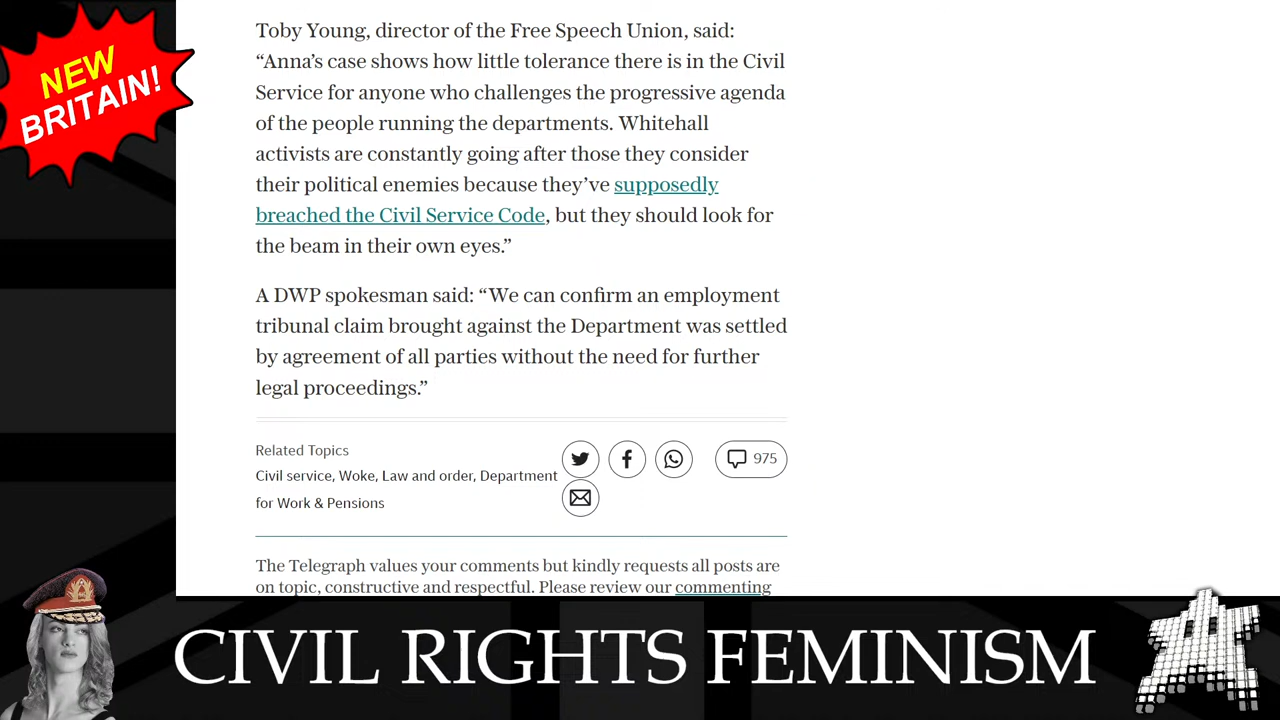 NEW
BRITAIN!
Toby Young, director of the Free Speech Union, said:
“Anna’s case shows how little tolerance there is in the Civil
Service for anyone who challenges the progressive agenda
of the people running the departments. Whitehall
activists are constantly going after those they consider
their political enemies because they’ve supposedly
breached the Civil Service Code, but they should look for
the beam in their own eyes.”
A DWP spokesman said: “We can confirm an employment
tribunal claim brought against the Department was settled
by agreement of all parties without the need for further
legal proceedings.”
Related Topics
Civil service, Woke, Law and order, Department
for Work & Pensions
975
The Telegraph values your comments but kindly requests all posts are
on topic, constructive and respectful. Please review our commenting
CIVIL RIGHTS FEMINISM